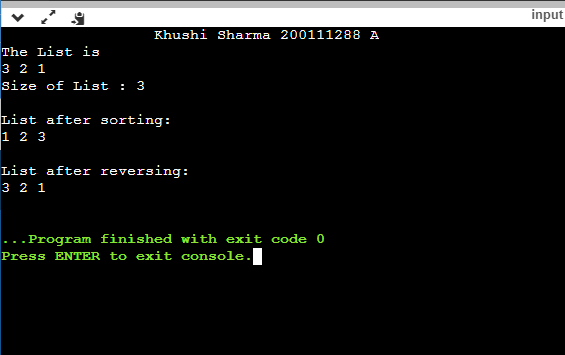 input
Khushi Sharma 200111288 A
The List is
3 2 1
Size of List : 3
List after sorting:
1 2 3
List after reversing:
3 2 1
...Program finished with exit code 0
Press ENTER to exit console.